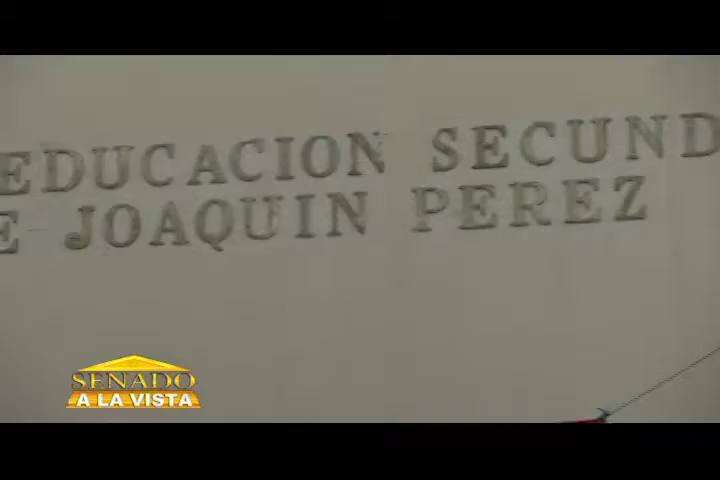 EDUCACION SECUND
E JOAQUIN PEREZ
SENADO
A LA VISTA